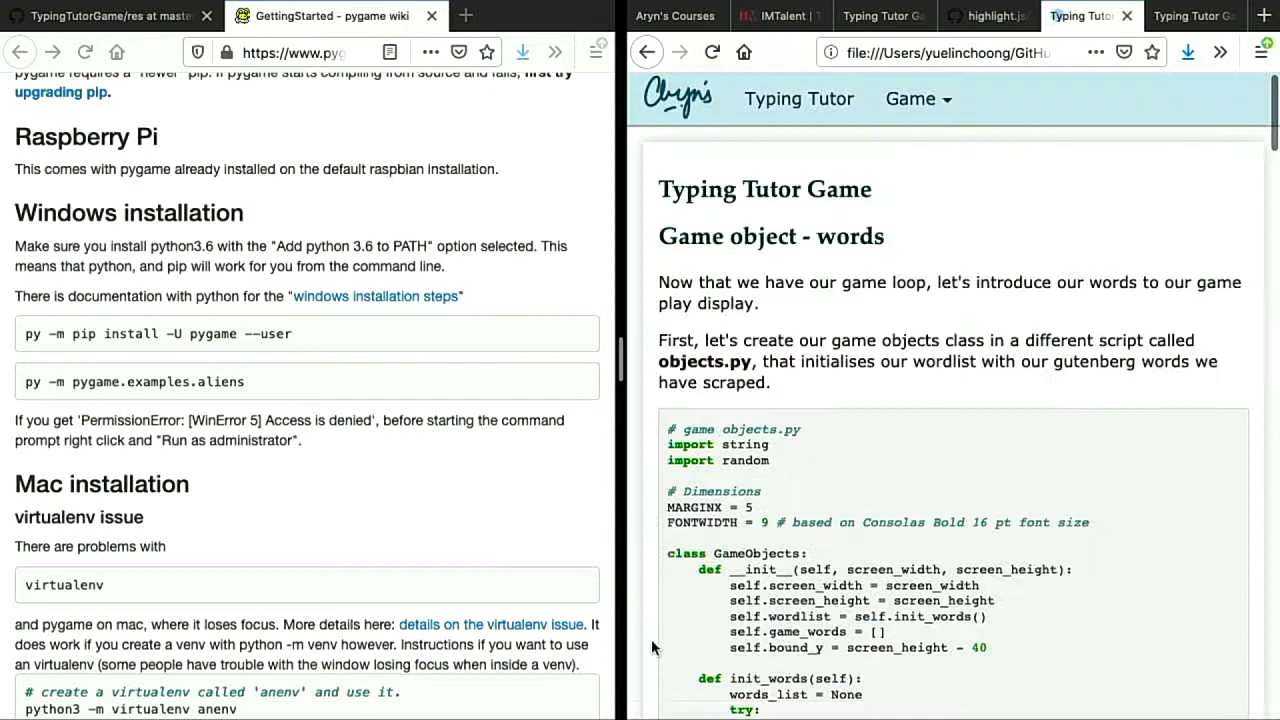 TypingTutorGame/res at maste
GettingStarted - pygame wiki
https://www.pyg
pygame requires a "newer" pip. If pygame starts compiling from source and fails, first try
upgrading pip.
Raspberry Pi
This comes with pygame already installed on the default raspbian installation.
Windows installation
Make sure you install python3.6 with the "Add python 3.6 to PATH" option selected. This
means that python, and pip will work for you from the command line.
There is documentation with python for the "windows installation steps"
py -m pip install -U pygame --user
py -m pygame.examples.aliens
If you get 'PermissionError: [WinError 5] Access is denied', before starting the command
prompt right click and "Run as administrator".
Mac installation
virtualenv issue
There are problems with
virtualenv
and pygame on mac, where it loses focus. More details here: details on the virtualenv issue. It
does work if you create a venv with python -m venv however. Instructions if you want to use
an virtualenv (some people have trouble with the window losing focus when inside a venv).
# create a virtualenv called 'anenv' and use it.
python3 -m virtualenv anenv
Aryn's Courses
IMTalent | T
Typing Tutor Ga
highlight.js/
Typing Tutor
Typing Tutor Ga
file:///Users/yuelinchoong/GitHu
Aryn's
Typing Tutor
Game
Typing Tutor Game
Game object - words
Now that we have our game loop, let's introduce our words to our game
play display.
First, let's create our game objects class in a different script called
objects.py, that initialises our wordlist with our gutenberg words we
have scraped.
# game objects.py
import string
import random
# Dimensions
MARGINX = 5
FONTWIDTH = 9 # based on Consolas Bold 16 pt font size
class GameObjects:
def __init__(self, screen_width, screen_height):
self.screen_width = screen_width
self.screen_height = screen_height
self.wordlist = self.init_words()
self.game_words = []
self.bound_y = screen_height - 40
def init_words(self):
words_list = None
try: